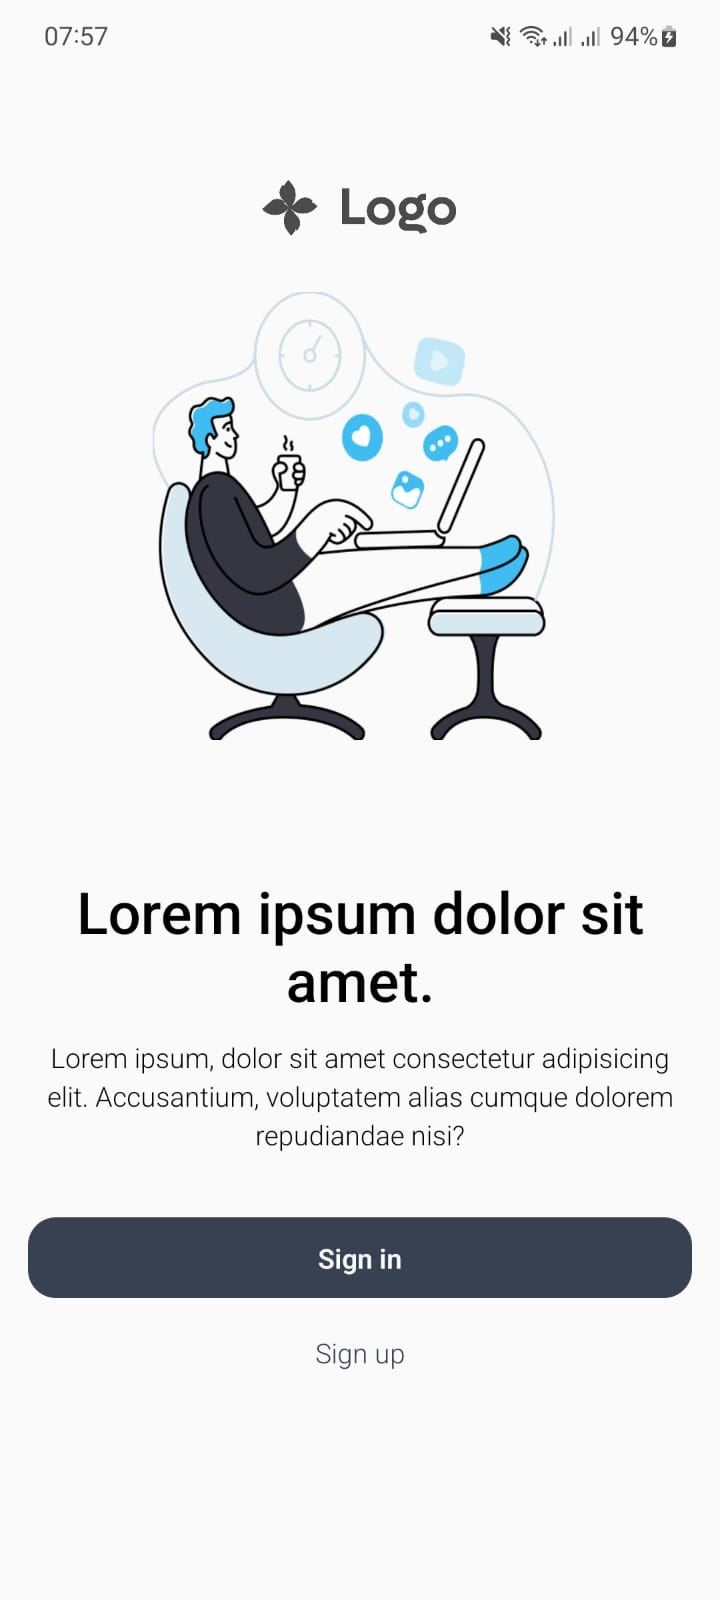 07:57 94%
Logo
Lorem ipsum dolor sit
amet.
Lorem ipsum, dolor sit amet consectetur adipisicing
elit. Accusantium, voluptatem alias cumque dolorem
repudiandae nisi?
Sign in
Sign up